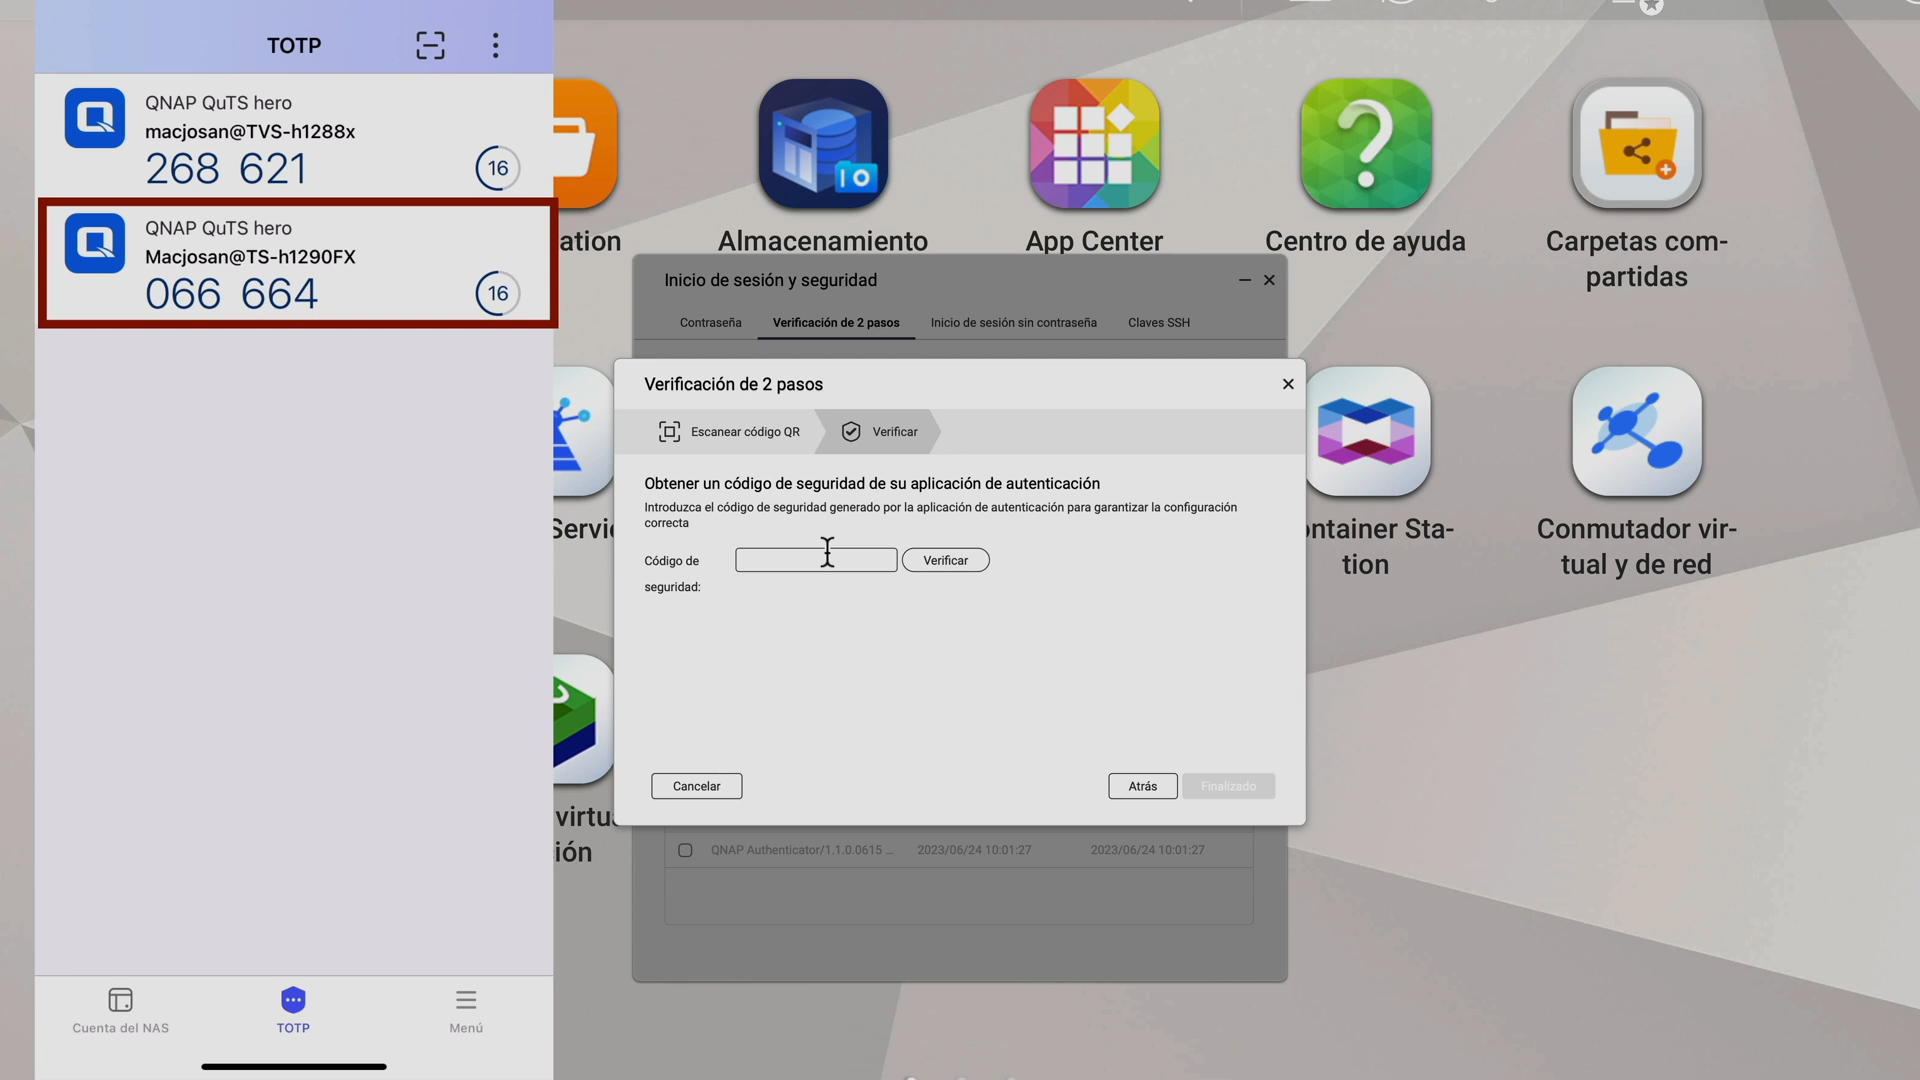 TOTP
QNAP QuTS hero
macjosan@TVS-h1288x
268 621
16
QNAP QuTS hero
Macjosan@TS-h1290FX
066 664
16
Cuenta del NAS
TOTP
Menú
ation
Almacenamiento
App Center
Centro de ayuda
Carpetas com-
partidas
Servi
ntainer Sta-
tion
Conmutador vir-
tual y de red
virtu
ión
Inicio de sesión y seguridad
Contraseña
Verificación de 2 pasos
Inicio de sesión sin contraseña
Claves SSH
Verificación de 2 pasos
Escanear código QR
Verificar
Obtener un código de seguridad de su aplicación de autenticación
Introduzca el código de seguridad generado por la aplicación de autenticación para garantizar la configuración
correcta
Código de
seguridad:
Verificar
Cancelar
Atrás
Finalizado
QNAP Authenticator/1.1.0.0615 ...
2023/06/24 10:01:27
2023/06/24 10:01:27